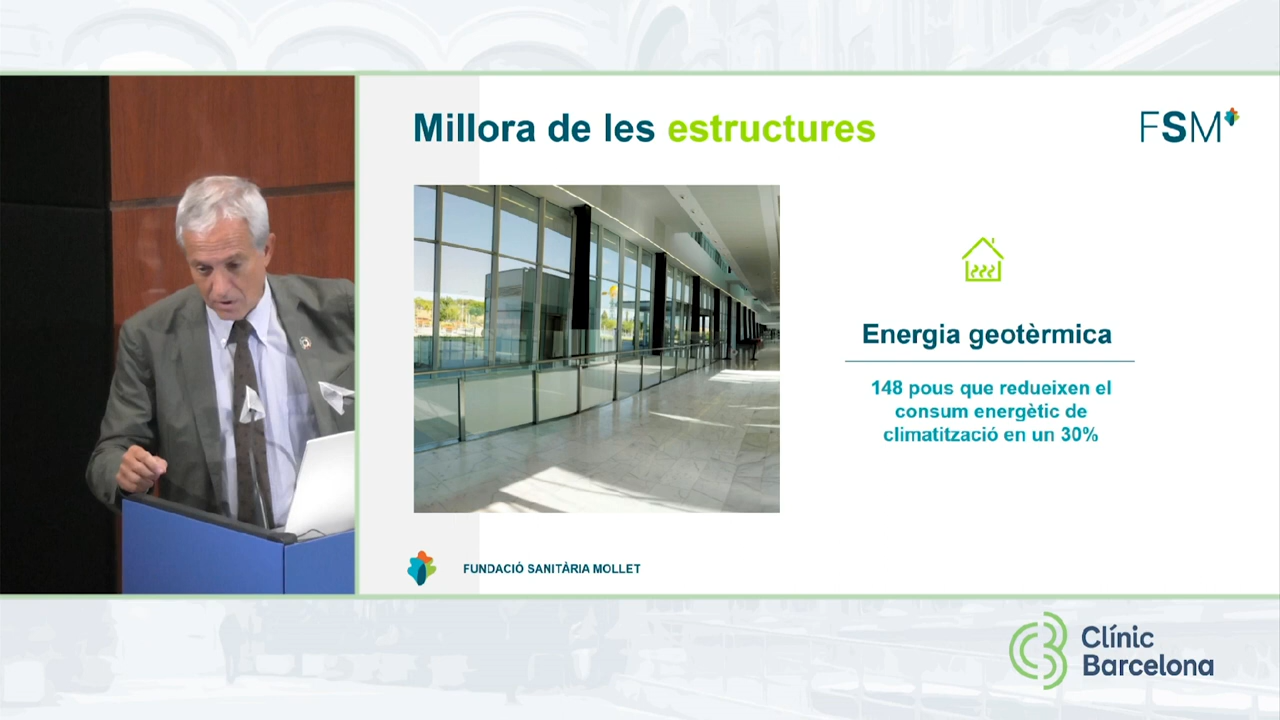 Millora de les estructures
FSM
Energia geotèrmica
148 pous que redueixen el
consum energètic de
climatització en un 30%
FUNDACIÓ SANITÀRIA MOLLET
Clínic
Barcelona